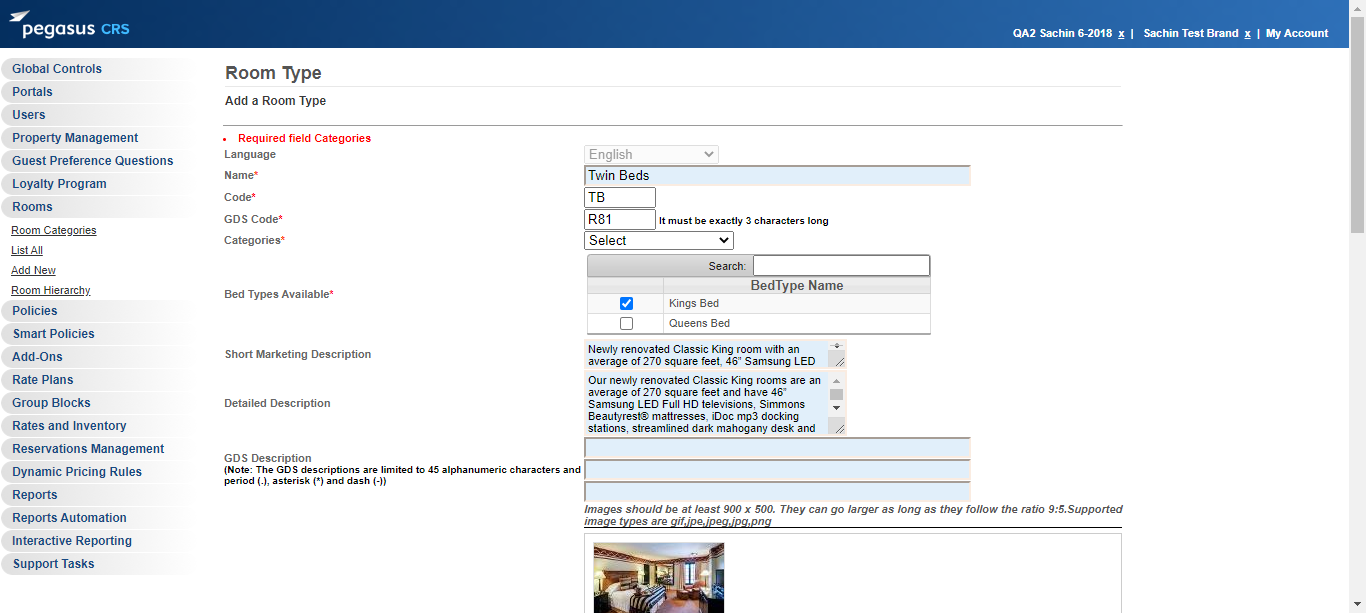 pegasus CRS
QA2 Sachin 6-2018 x | Sachin Test Brand x | My Account
Global Controls
Portals
Users
Property Management
Guest Preference Questions
Loyalty Program
Rooms
Room Categories
List All
Add New
Room Hierarchy
Policies
Smart Policies
Add-Ons
Rate Plans
Group Blocks
Rates and Inventory
Reservations Management
Dynamic Pricing Rules
Reports
Reports Automation
Interactive Reporting
Support Tasks
Room Type
Add a Room Type
• Required field Categories
Language English
Name* Twin Beds
Code* TB
GDS Code* R81 It must be exactly 3 characters long
Categories* Select
Search:
BedType Name
Bed Types Available*
Kings Bed
Queens Bed
Short Marketing Description
Newly renovated Classic King room with an
average of 270 square feet, 46” Samsung LED
Detailed Description
Our newly renovated Classic King rooms are an
average of 270 square feet and have 46”
Samsung LED Full HD televisions, Simmons
Beautyrest® mattresses, iDoc mp3 docking
stations, streamlined dark mahogany desk and
GDS Description
(Note: The GDS descriptions are limited to 45 alphanumeric characters and
period (.), asterisk (*) and dash (-))
Images should be at least 900 x 500. They can go larger as long as they follow the ratio 9:5.Supported
image types are gif,jpe,jpeg,jpg,png